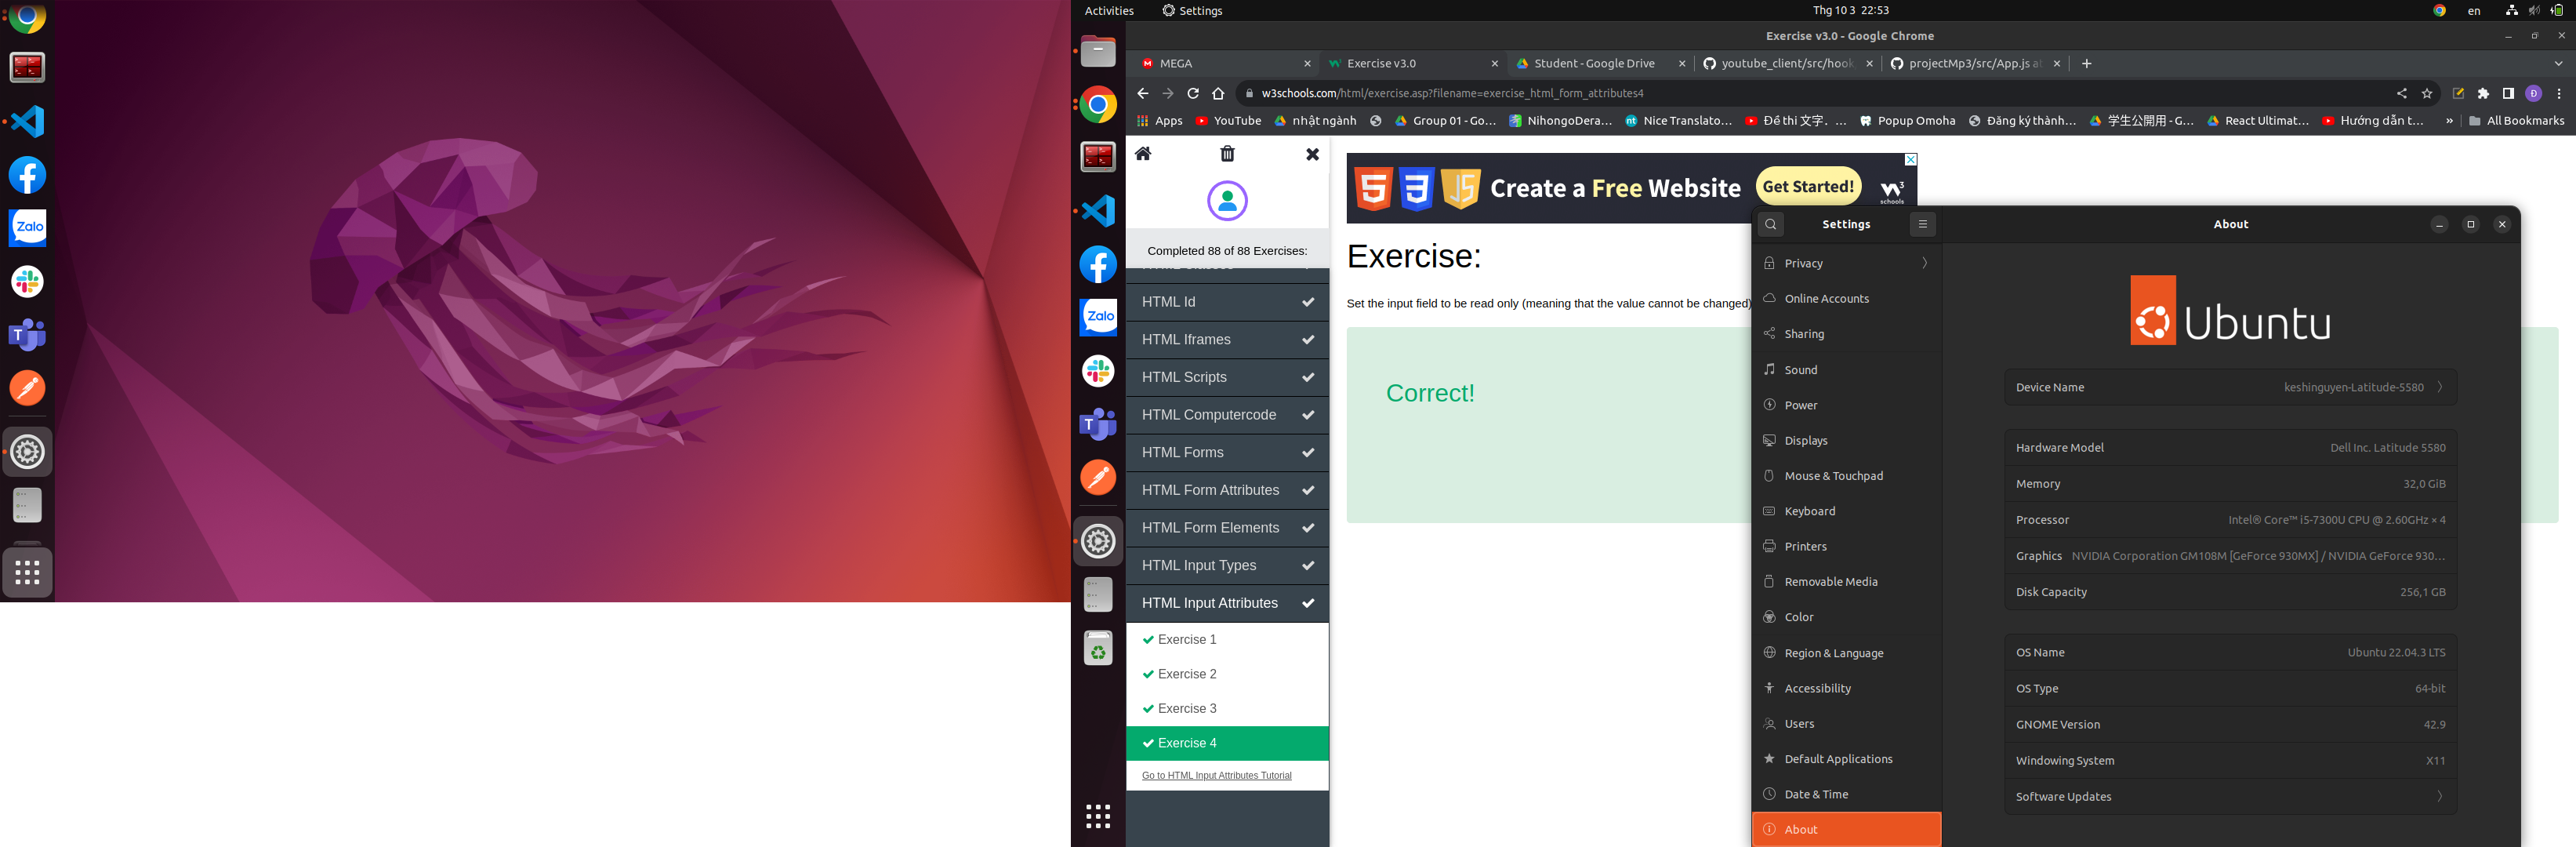 Zalo
Activities
Settings
Thg 10 3 22:53
en
Exercise v3.0 - Google Chrome
MEGA
Exercise v3.0
Student - Google Drive
youtube_client/src/hook
projectMp3/src/App.js at
w3schools.com/html/exercise.asp?filename=exercise_html_form_attributes4
Apps
YouTube
nhật ngành
Group 01 - Go...
NihongoDera...
Nice Translato...
Đề thi 文字. ...
Popup Omoha
Đăng ký thành...
学生公開用 - G...
React Ultimat...
Hướng dẫn t...
All Bookmarks
Zalo
Completed 88 of 88 Exercises:
HTML Id
HTML Iframes
HTML Scripts
HTML Computercode
HTML Forms
HTML Form Attributes
HTML Form Elements
HTML Input Types
HTML Input Attributes
Exercise 1
Exercise 2
Exercise 3
Exercise 4
Go to HTML Input Attributes Tutorial
Create a Free Website
Get Started!
w3 schools
Exercise:
Set the input field to be read only (meaning that the value cannot be changed)
Correct!
Settings
Privacy
Online Accounts
Sharing
Sound
Power
Displays
Mouse & Touchpad
Keyboard
Printers
Removable Media
Color
Region & Language
Accessibility
Users
Default Applications
Date & Time
About
About
Ubuntu
Device Name keshinguyen-Latitude-5580
Hardware Model Dell Inc. Latitude 5580
Memory 32,0 GiB
Processor Intel® Core™ i5-7300U CPU @ 2.60GHz × 4
Graphics NVIDIA Corporation GM108M [GeForce 930MX] / NVIDIA GeForce 930...
Disk Capacity 256,1 GB
OS Name Ubuntu 22.04.3 LTS
OS Type 64-bit
GNOME Version 42.9
Windowing System X11
Software Updates